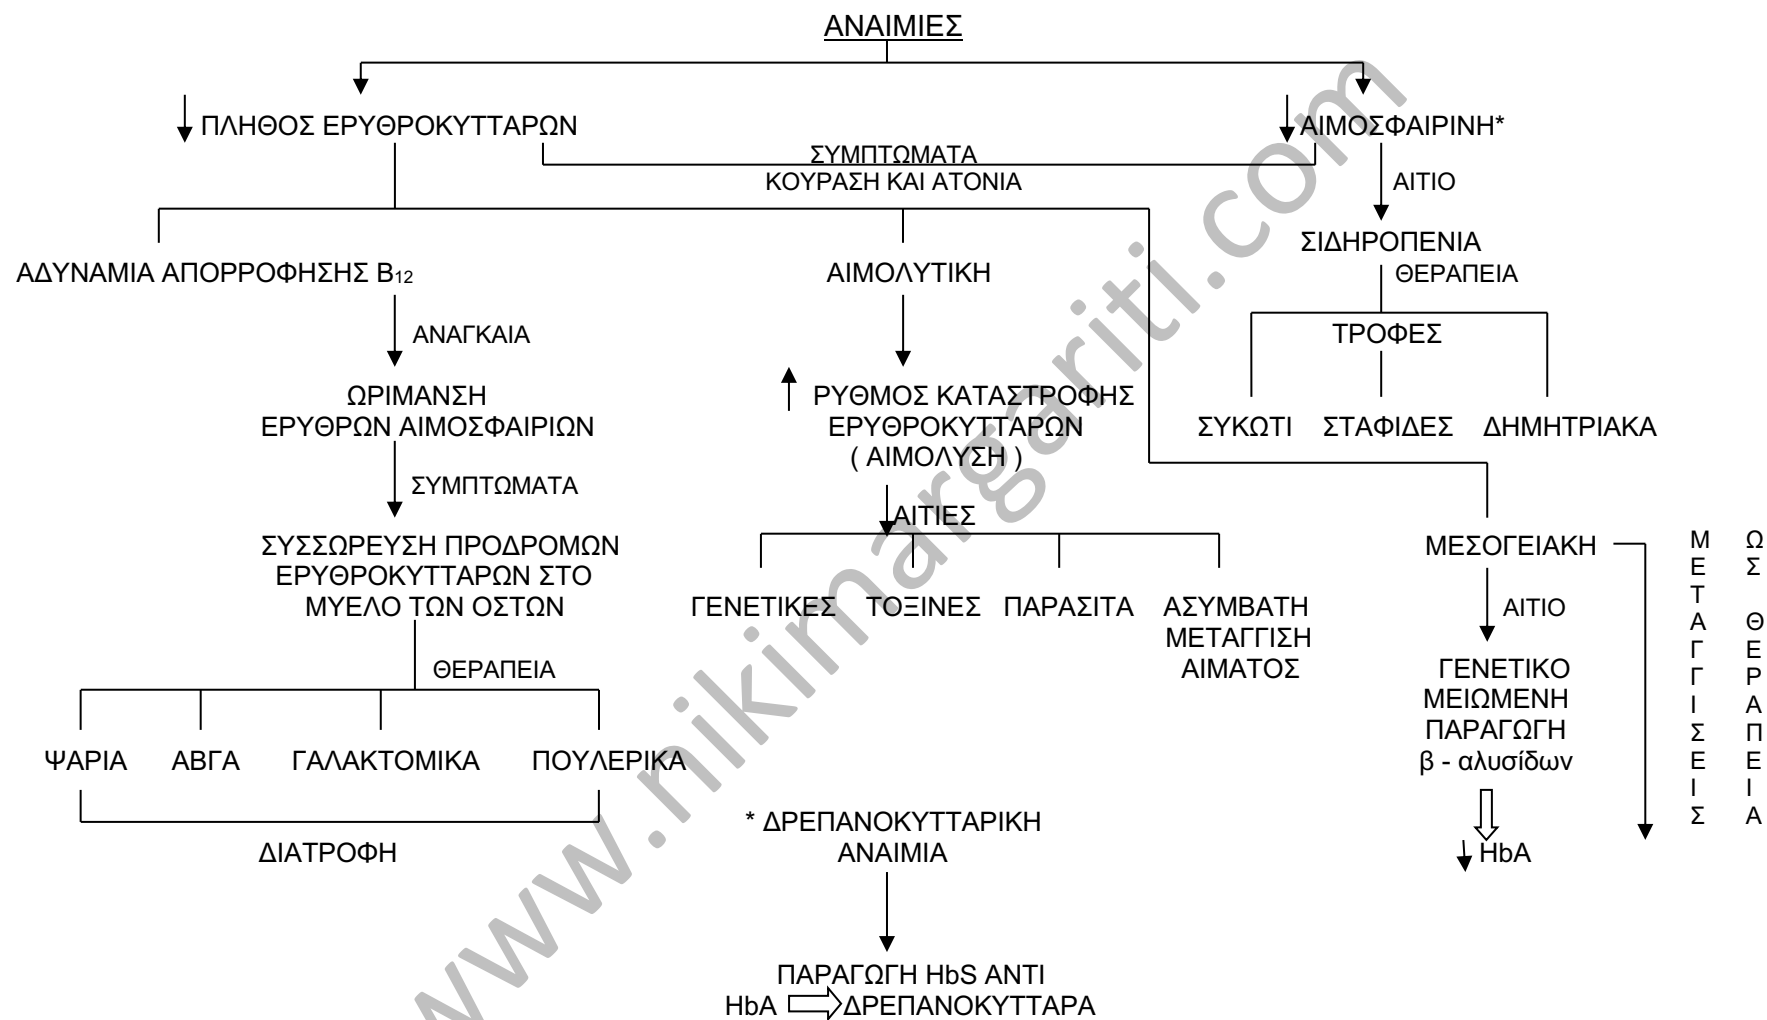 ΑΝΑΙΜΙΕΣ
ΠΛΗΘΟΣ ΕΡΥΘΡΟΚΥΤΤΑΡΩΝ
ΑΙΜΟΣΦΑΙΡΙΝΗ*
ΣΥΜΠΤΩΜΑΤΑ
ΚΟΥΡΑΣΗ ΚΑΙ ΑΤΟΝΙΑ
ΑΙΤΙΟ
ΣΙΔΗΡΟΠΕΝΙΑ
ΘΕΡΑΠΕΙΑ
ΤΡΟΦΕΣ
ΣΥΚΩΤΙ ΣΤΑΦΙΔΕΣ ΔΗΜΗΤΡΙΑΚΑ
ΑΔΥΝΑΜΙΑ ΑΠΟΡΡΟΦΗΣΗΣ Β12
ΑΝΑΓΚΑΙΑ
ΩΡΙΜΑΝΣΗ
ΕΡΥΘΡΩΝ ΑΙΜΟΣΦΑΙΡΙΩΝ
ΣΥΜΠΤΩΜΑΤΑ
ΣΥΣΣΩΡΕΥΣΗ ΠΡΟΔΡΟΜΩΝ
ΕΡΥΘΡΟΚΥΤΤΑΡΩΝ ΣΤΟ
ΜΥΕΛΟ ΤΩΝ ΟΣΤΩΝ
ΘΕΡΑΠΕΙΑ
ΨΑΡΙΑ ΑΒΓΑ ΓΑΛΑΚΤΟΜΙΚΑ ΠΟΥΛΕΡΙΚΑ
ΔΙΑΤΡΟΦΗ
ΑΙΜΟΛΥΤΙΚΗ
ΡΥΘΜΟΣ ΚΑΤΑΣΤΡΟΦΗΣ
ΕΡΥΘΡΟΚΥΤΤΑΡΩΝ
( ΑΙΜΟΛΥΣΗ )
ΑΙΤΙΕΣ
ΓΕΝΕΤΙΚΕΣ ΤΟΞΙΝΕΣ ΠΑΡΑΣΙΤΑ ΑΣΥΜΒΑΤΗ
ΜΕΤΑΓΓΙΣΗ
ΑΙΜΑΤΟΣ
ΜΕΣΟΓΕΙΑΚΗ
ΑΙΤΙΟ
ΓΕΝΕΤΙΚΟ
ΜΕΙΩΜΕΝΗ
ΠΑΡΑΓΩΓΗ
β - αλυσίδων
HbA
ΜΕΤΑΓΓΙΣΕΙΣ
ΩΣ ΘΕΡΑΠΕΙΑ
* ΔΡΕΠΑΝΟΚΥΤΤΑΡΙΚΗ
ΑΝΑΙΜΙΑ
ΠΑΡΑΓΩΓΗ HbS ΑΝΤΙ
HbA ΔΡΕΠΑΝΟΚΥΤΤΑΡΑ
www.nikimargariti.com